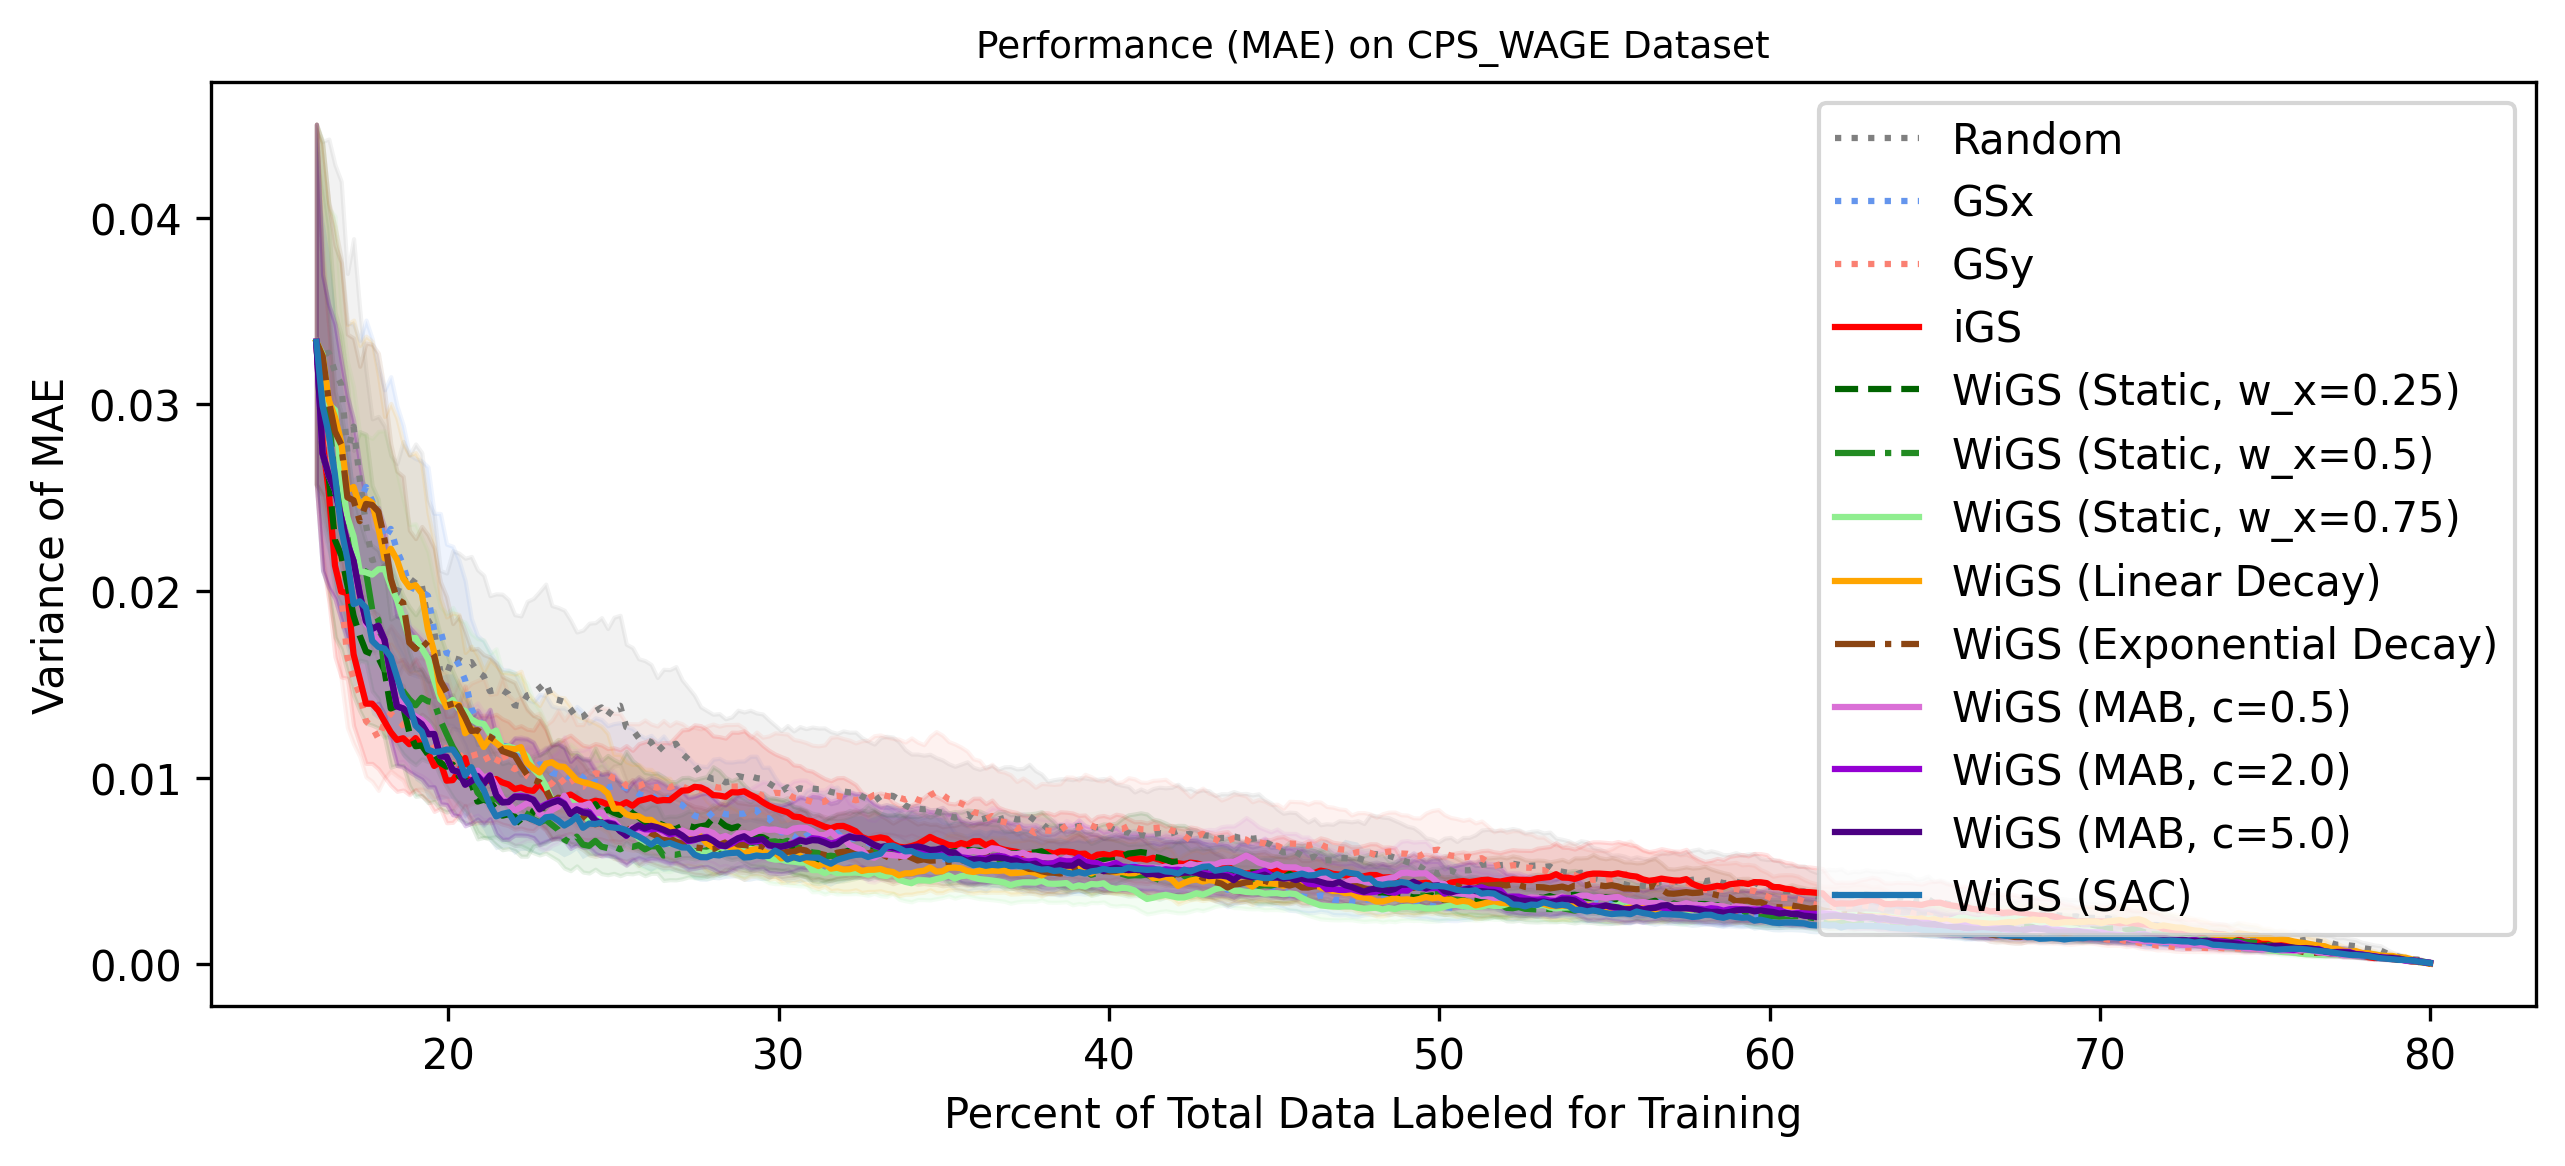 Performance (MAE) on CPS_WAGE Dataset
Variance of MAE
0.04
0.03
0.02
0.01
0.00
Random
GSx
GSy
iGS
WiGS (Static, w_x=0.25)
WiGS (Static, w_x=0.5)
WiGS (Static, w_x=0.75)
WiGS (Linear Decay)
WiGS (Exponential Decay)
WiGS (MAB, c=0.5)
WiGS (MAB, c=2.0)
WiGS (MAB, c=5.0)
WiGS (SAC)
20 30 40 50 60 70 80
Percent of Total Data Labeled for Training